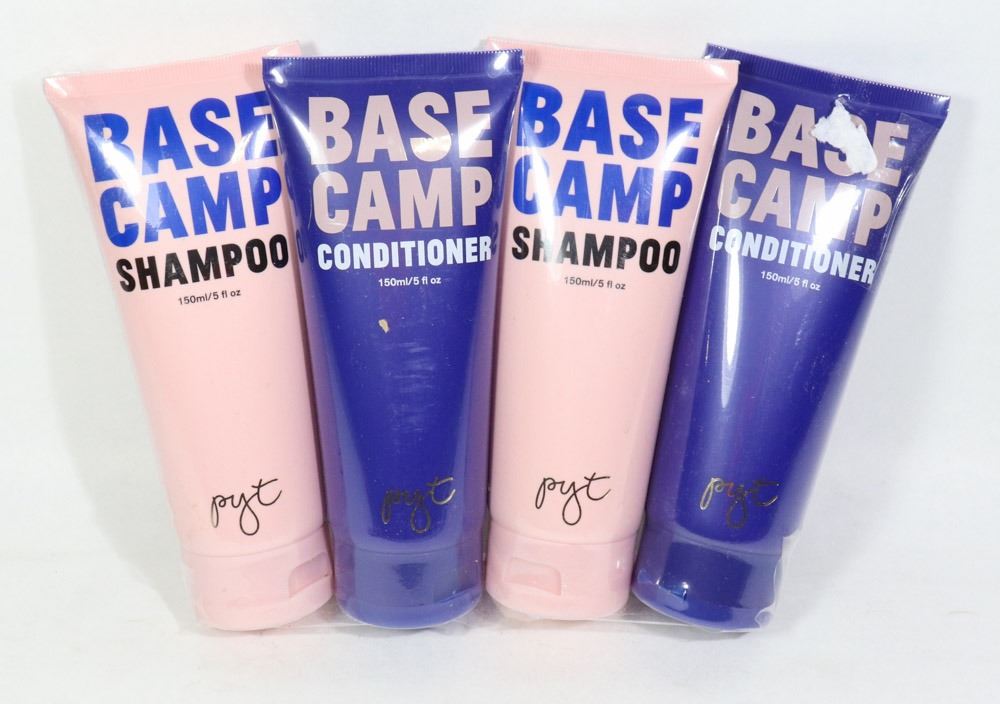 BASE
CAMP
SHAMPOO
150ml/5 fl oz
pyt
BASE
CAMP
CONDITIONER
150ml/5 fl oz
pyt
BASE
CAMP
SHAMPOO
150ml/5 fl oz
pyt
BASE
CAMP
CONDITIONER
150ml/5 fl oz
pyt